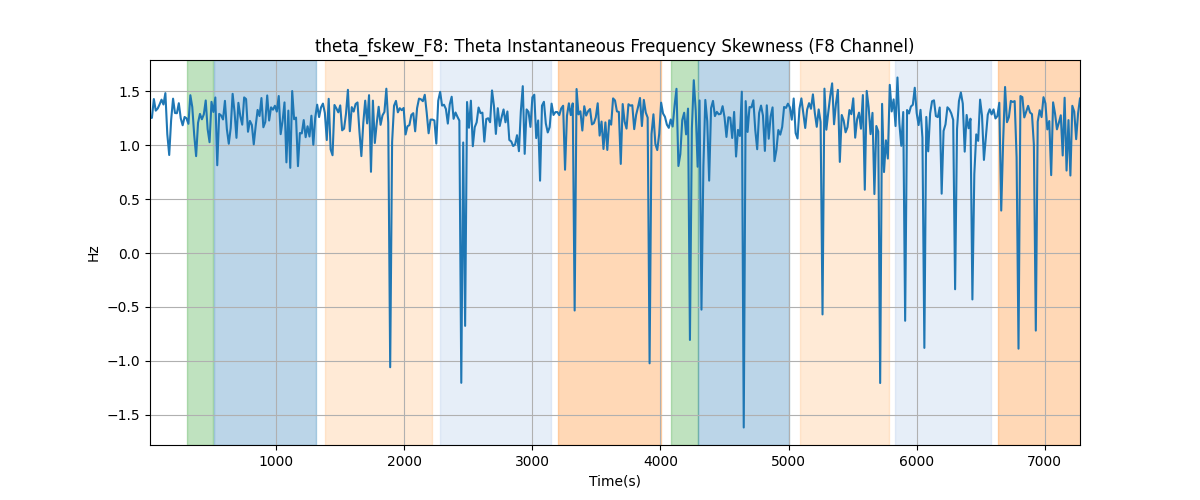 theta_fskew_F8: Theta Instantaneous Frequency Skewness (F8 Channel)
1.5
1.0
0.5
0.0
−0.5
−1.0
−1.5
Hz
1000 2000 3000 4000 5000 6000 7000
Time(s)